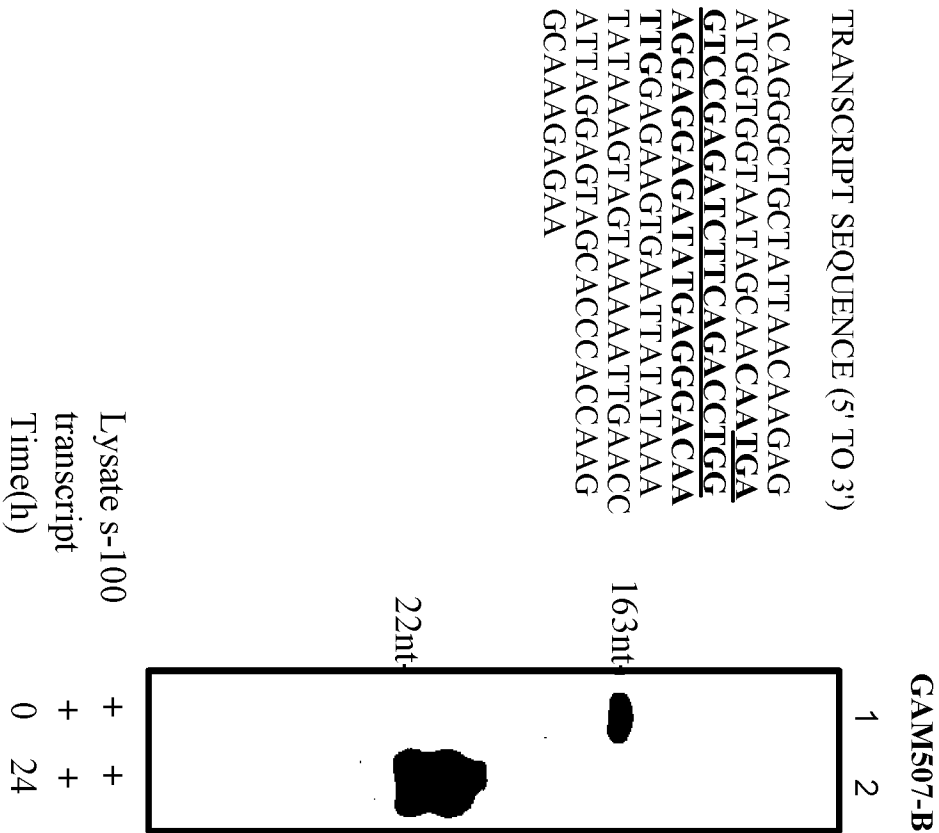 GAM507-B
TRANSCRIPT SEQUENCE (5' TO 3')
ACAGGGCTGCTATTAACAAGAG
ATGGTGGTAATAGCAACAATGA
GTCCGAGATCTTCAGACCTGG
AGGAGGAGATATGAGGGACAA
TTGGAGAAGTGAATTATATAAA
TATAAAGTAGTAAAAATTGAACC
ATTAGGAGTAGCACCCACCAAG
GCAAAGAGAA
1 2
163nt
22nt
Lysate s-100 + +
transcript + +
Time(h) 0 24